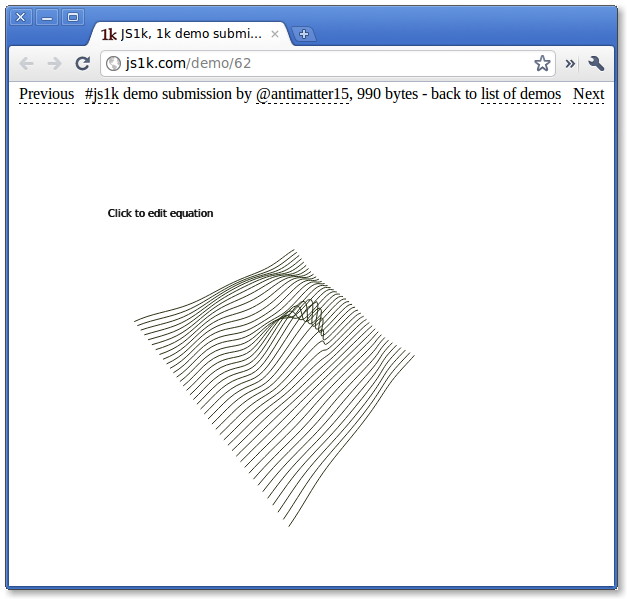 1k JS1k, 1k demo submi...
js1k.com/demo/62
Previous #js1k demo submission by @antimatter15, 990 bytes - back to list of demos Next
Click to edit equation